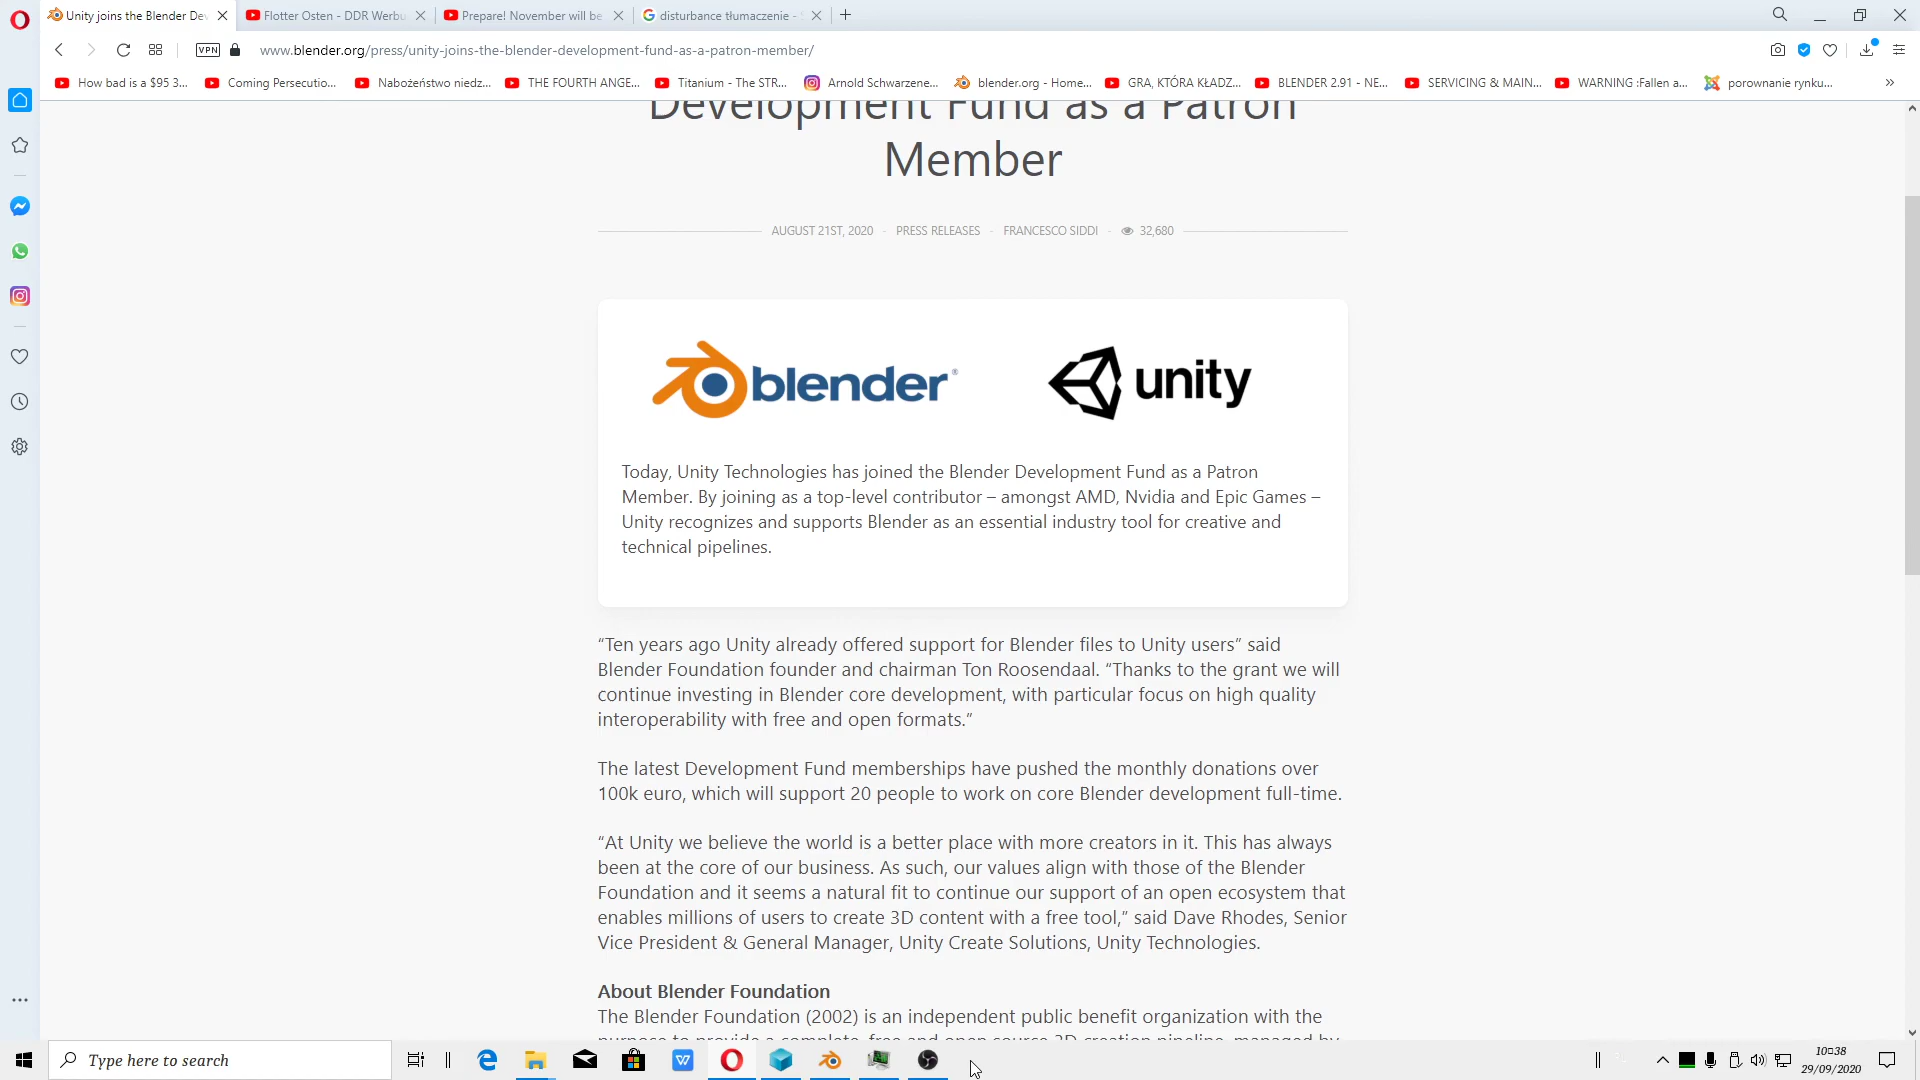 Unity joins the Blender De
Flotter Osten - DDR Werbu
Prepare! November will be
disturbance tłumaczenie -
VPN
www.blender.org/press/unity-joins-the-blender-development-fund-as-a-patron-member/
How bad is a $95 3...
Coming Persecutio...
Nabożeństwo niedz...
THE FOURTH ANGE...
Titanium - The STR...
Arnold Schwarzene...
blender.org - Home...
GRA, KTÓRA KŁADZ...
BLENDER 2.91 - NE...
SERVICING & MAIN...
WARNING :Fallen a...
porownanie rynku...
Development Fund as a Patron
Member
AUGUST 21ST, 2020 - PRESS RELEASES - FRANCESCO SIDDI - 32,680
blender®
unity
Today, Unity Technologies has joined the Blender Development Fund as a Patron
Member. By joining as a top-level contributor – amongst AMD, Nvidia and Epic Games –
Unity recognizes and supports Blender as an essential industry tool for creative and
technical pipelines.
“Ten years ago Unity already offered support for Blender files to Unity users” said
Blender Foundation founder and chairman Ton Roosendaal. “Thanks to the grant we will
continue investing in Blender core development, with particular focus on high quality
interoperability with free and open formats.”
The latest Development Fund memberships have pushed the monthly donations over
100k euro, which will support 20 people to work on core Blender development full-time.
“At Unity we believe the world is a better place with more creators in it. This has always
been at the core of our business. As such, our values align with those of the Blender
Foundation and it seems a natural fit to continue our support of an open ecosystem that
enables millions of users to create 3D content with a free tool,” said Dave Rhodes, Senior
Vice President & General Manager, Unity Create Solutions, Unity Technologies.
About Blender Foundation
The Blender Foundation (2002) is an independent public benefit organization with the
purpose to provide a complete, free and open source 3D creation pipeline, managed by
Type here to search
10:38
29/09/2020